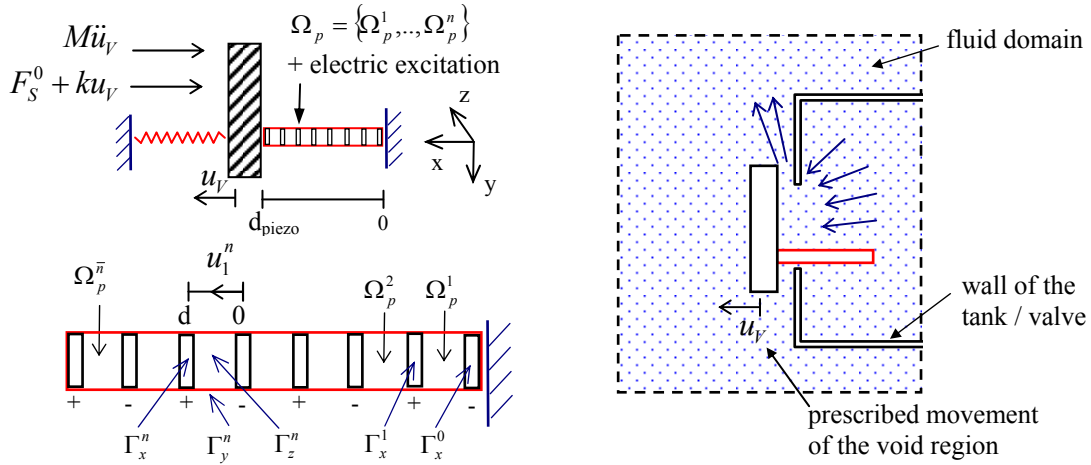 Mü_V
F_S^0 + ku_V
Ω_p = {Ω_p^1,..,Ω_p^n}
+ electric excitation
z
x
y
u_V
d_piezo
0
Ω_p^n̄
u_1^n
d
0
Ω_p^2
Ω_p^1
+ - + - + - + -
Γ_x^n
Γ_y^n
Γ_z^n
Γ_x^1
Γ_x^0
fluid domain
wall of the
tank / valve
u_V
prescribed movement
of the void region